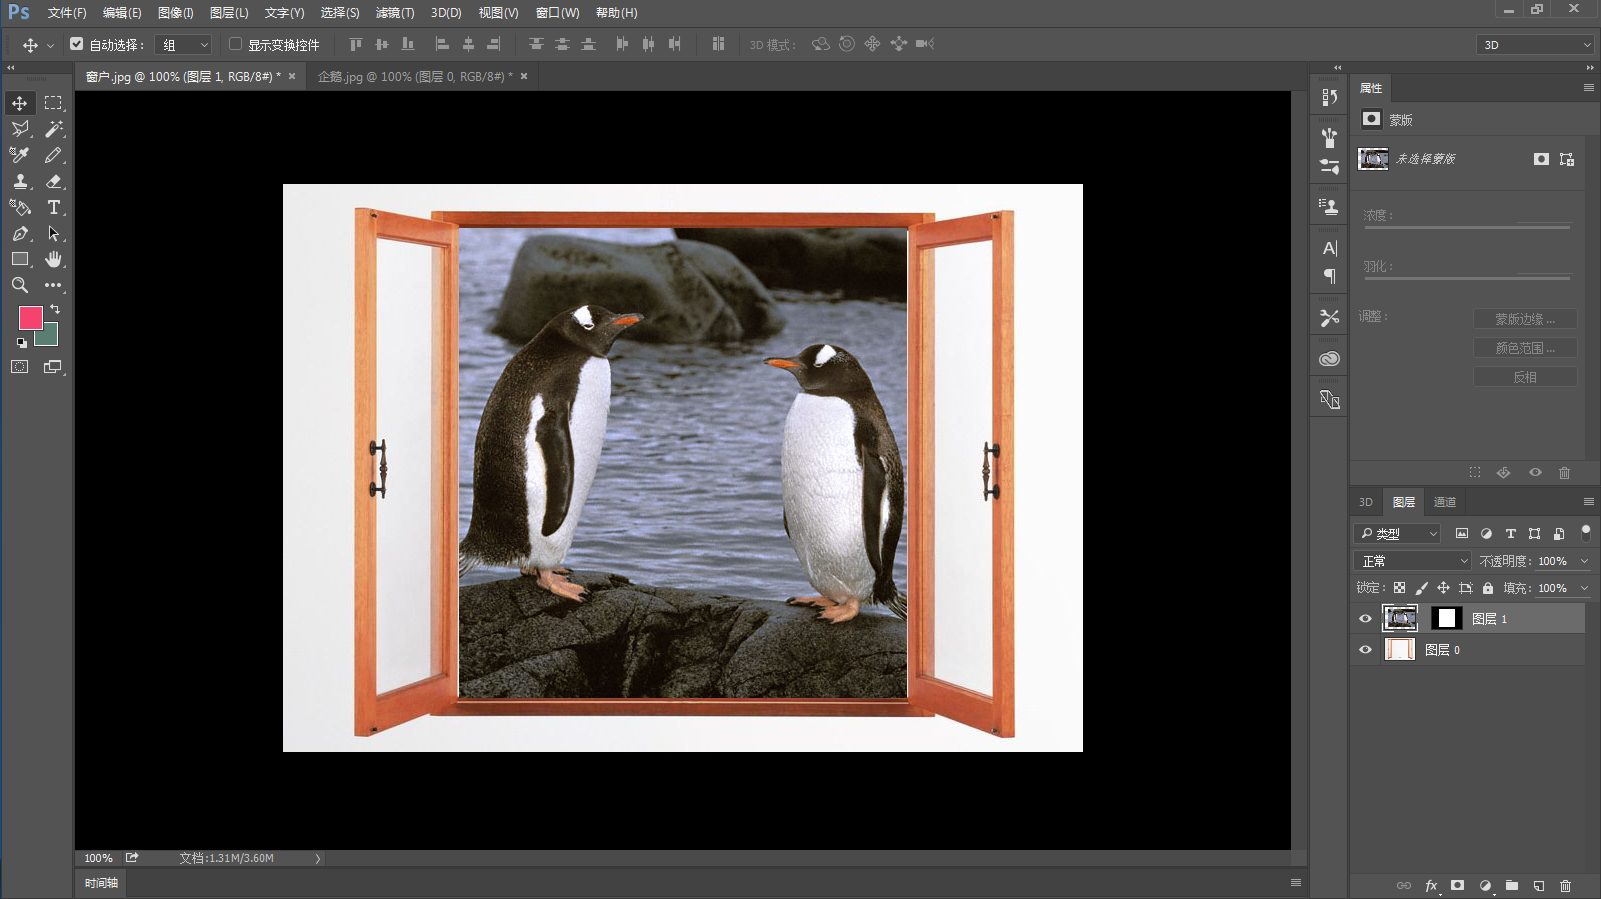 Ps 文件(F) 编辑(E) 图像(I) 图层(L) 文字(Y) 选择(S) 滤镜(T) 3D(D) 视图(V) 窗口(W) 帮助(H)
自动选择： 组 显示变换控件 3D 模式： 3D
窗户.jpg @ 100% (图层 1, RGB/8#) * × 企鹅.jpg @ 100% (图层 0, RGB/8#) * ×
属性
蒙版
未选择蒙版
浓度：
羽化：
调整： 蒙版边缘 ...
颜色范围 ...
反相
3D 图层 通道
类型
正常 不透明度: 100%
锁定: 填充: 100%
图层 1
图层 0
fx
100% 文档:1.31M/3.60M
时间轴